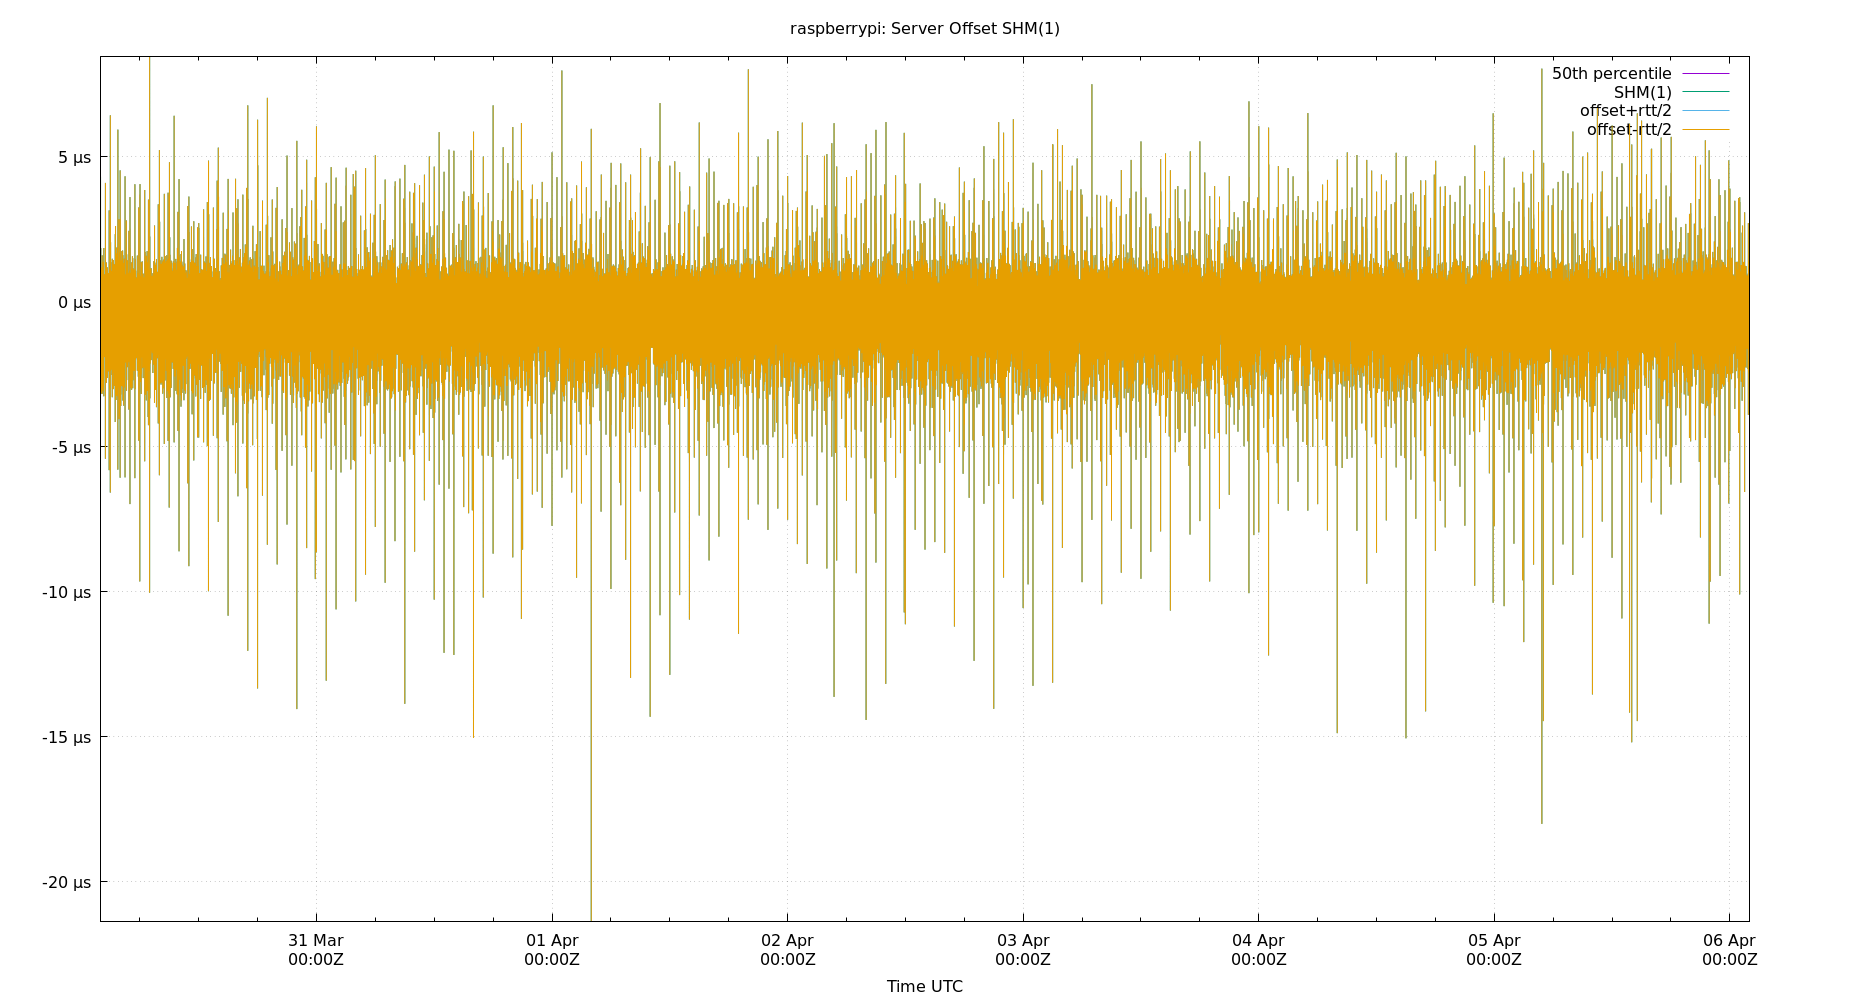 raspberrypi: Server Offset SHM(1)
50th percentile
SHM(1)
offset+rtt/2
offset-rtt/2
5 µs
0 µs
-5 µs
-10 µs
-15 µs
-20 µs
31 Mar
00:00Z
01 Apr
00:00Z
02 Apr
00:00Z
03 Apr
00:00Z
04 Apr
00:00Z
05 Apr
00:00Z
06 Apr
00:00Z
Time UTC